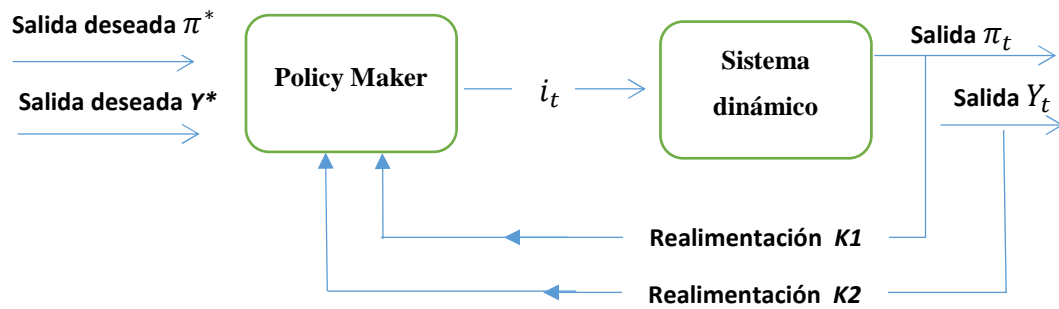 Salida deseada π*
Salida deseada Y*
Policy Maker
i_t
Sistema
dinámico
Salida π_t
Salida Y_t
Realimentación K1
Realimentación K2